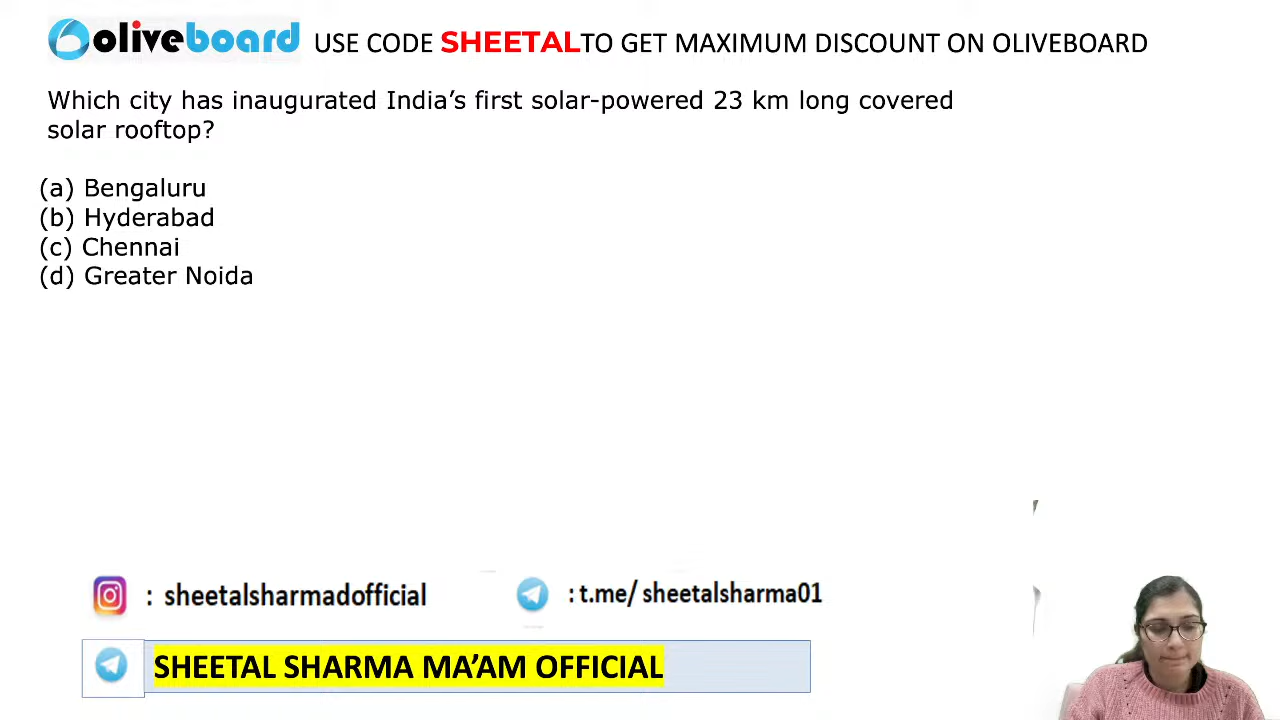 oliveboard USE CODE SHEETALTO GET MAXIMUM DISCOUNT ON OLIVEBOARD
Which city has inaugurated India’s first solar-powered 23 km long covered
solar rooftop?
(a) Bengaluru
(b) Hyderabad
(c) Chennai
(d) Greater Noida
: sheetalsharmadofficial
: t.me/ sheetalsharma01
SHEETAL SHARMA MA’AM OFFICIAL